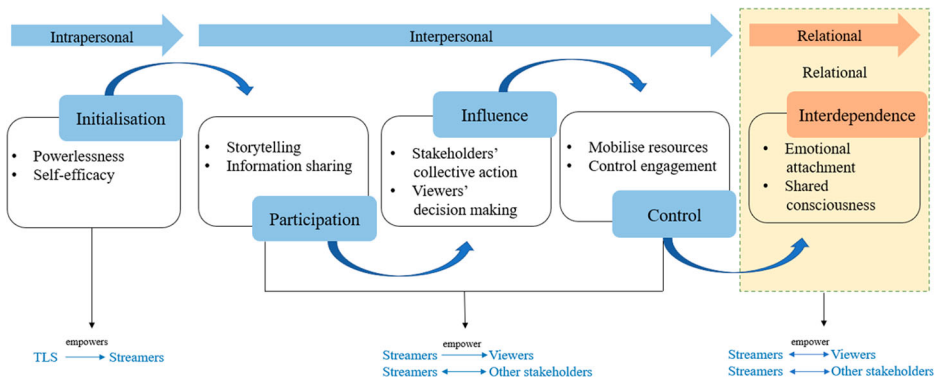 Intrapersonal
Interpersonal
Relational
Relational
Initialisation
• Powerlessness
• Self-efficacy
• Storytelling
• Information sharing
Participation
Influence
• Stakeholders'
collective action
• Viewers'
decision making
• Mobilise resources
• Control engagement
Control
Interdependence
• Emotional
attachment
• Shared
consciousness
empowers
TLS Streamers
empower
Streamers Viewers
Streamers Other stakeholders
empower
Streamers Viewers
Streamers Other stakeholders